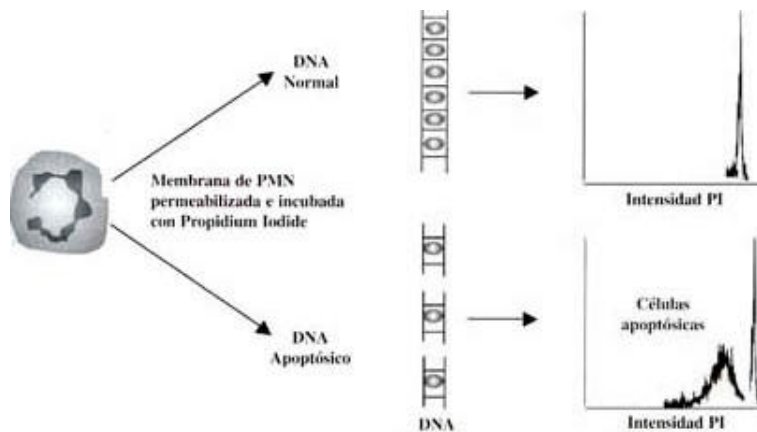 DNA
Normal
Intensidad PI
Membrana de PMN
permeabilizada e incubada
con Propidium Iodide
DNA
Apoptósico
DNA
Células
apoptósicas
Intensidad PI